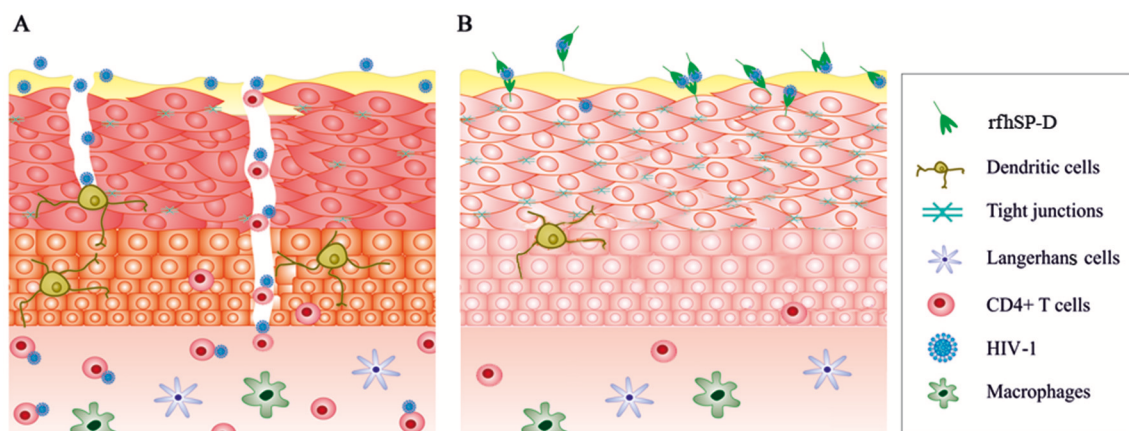 A
B
rfhSP-D
Dendritic cells
Tight junctions
Langerhans cells
CD4+ T cells
HIV-1
Macrophages